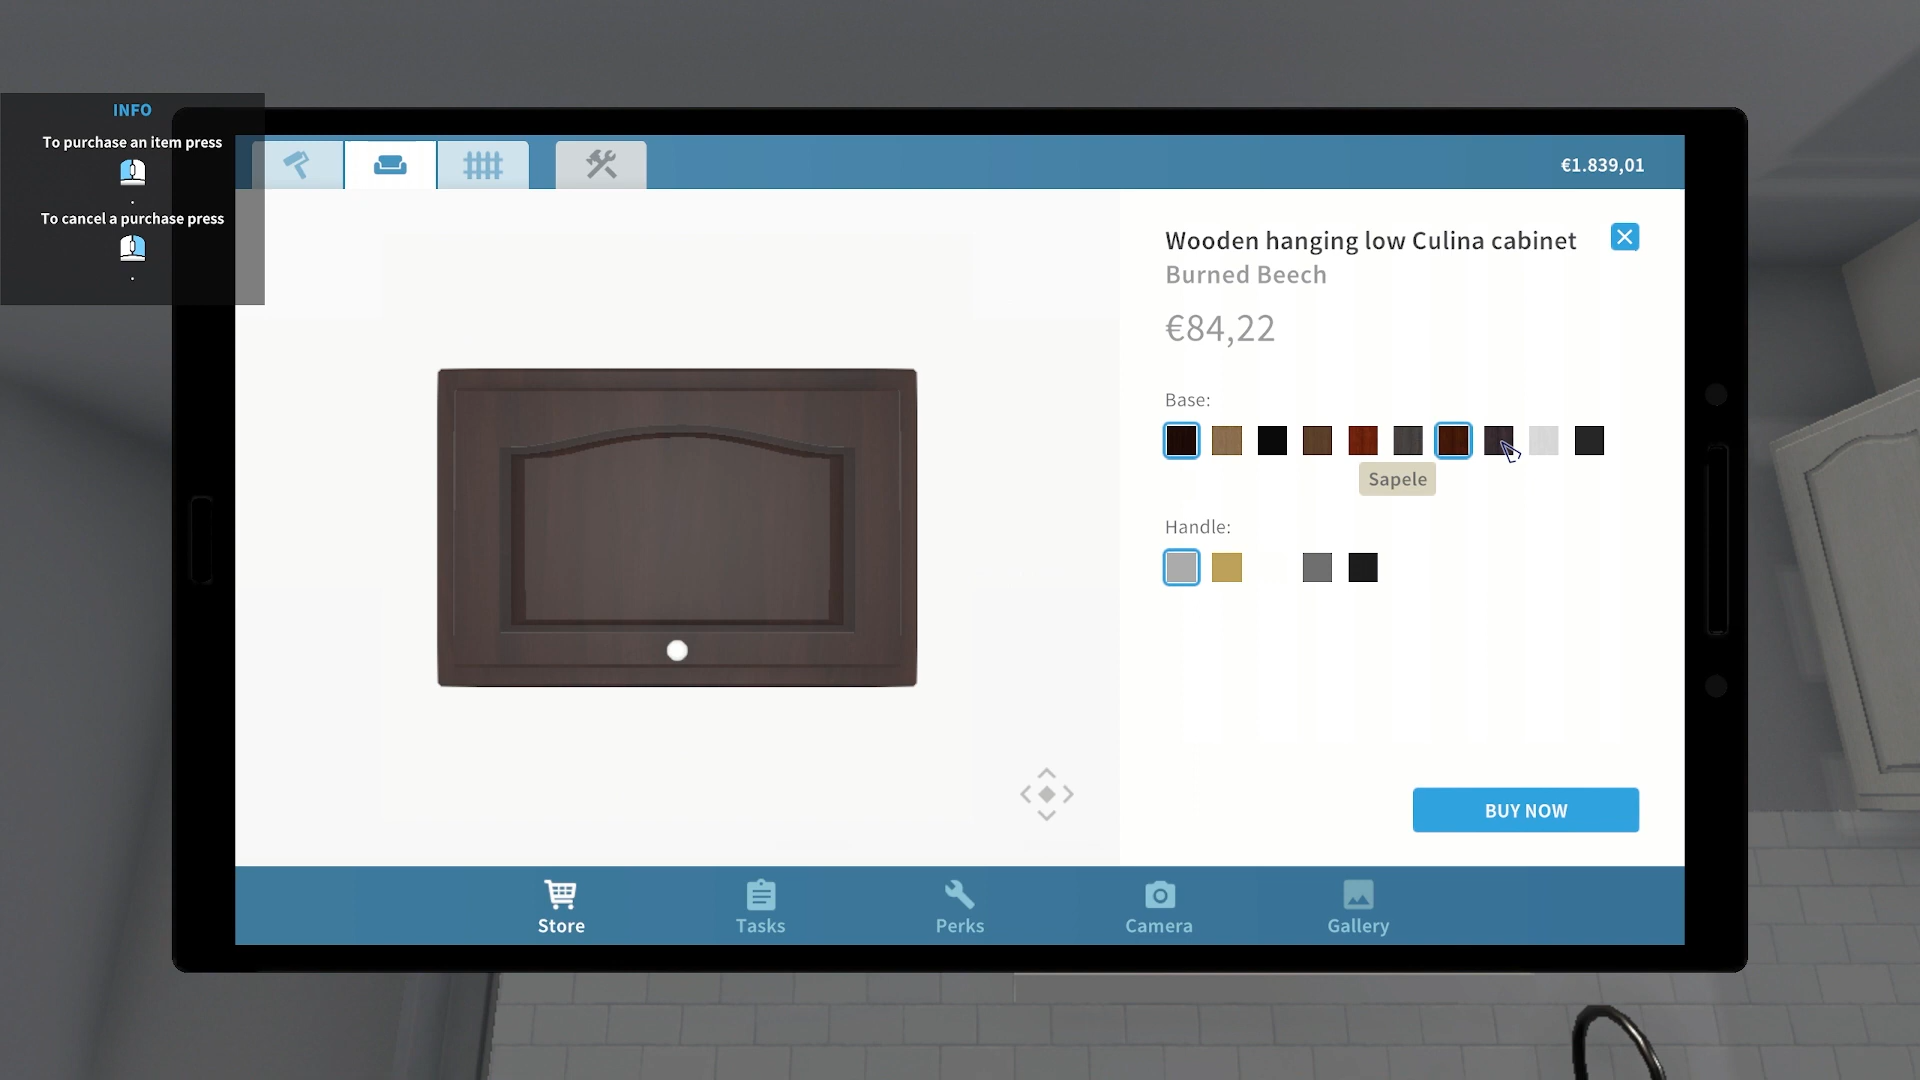 INFO
To purchase an item press
.
To cancel a purchase press
.
€1.839,01
Wooden hanging low Culina cabinet
Burned Beech
€84,22
Base:
Sapele
Handle:
BUY NOW
Store
Tasks
Perks
Camera
Gallery